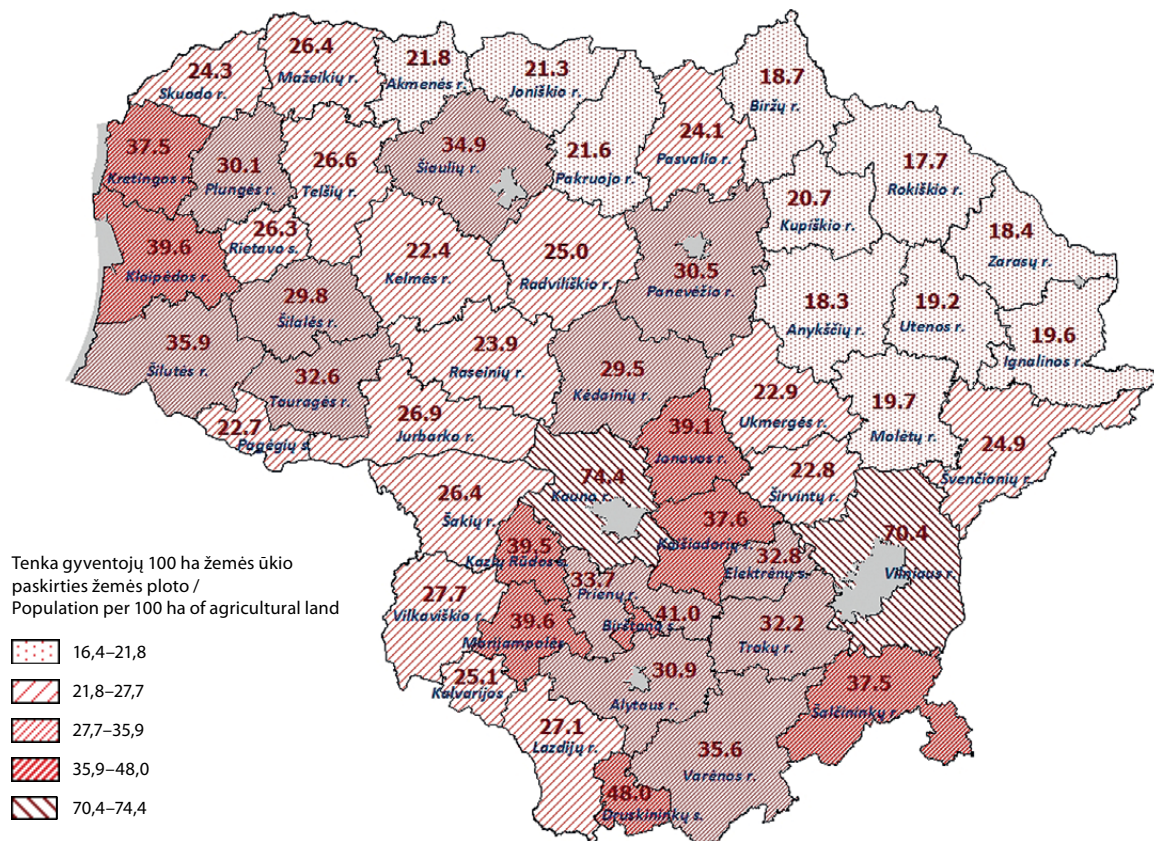 26.4
Mažeikių r.
24.3
Skuodo r.
21.8
Akmenės r.
21.3
Joniškio r.
18.7
Biržų r.
37.5
Kretingos r.
30.1
Plungės r.
26.6
Telšių r.
34.9
Šiaulių r.
21.6
Pakruojo r.
24.1
Pasvalio r.
17.7
Rokiškio r.
20.7
Kupiškio r.
18.4
Zarasų r.
39.6
Klaipėdos r.
26.3
Rietavo s.
22.4
Kelmės r.
25.0
Radviliškio r.
30.5
Panevėžio r.
18.3
Anykščių r.
19.2
Utenos r.
19.6
Ignalinos r.
29.8
Šilalės r.
35.9
Šilutės r.
32.6
Tauragės r.
23.9
Raseinių r.
29.5
Kėdainių r.
22.9
Ukmergės r.
19.7
Molėtų r.
24.9
Švenčionių r.
22.7
Pagėgių s.
26.9
Jurbarko r.
39.1
Jonavos r.
22.8
Širvintų r.
74.4
Kauno r.
26.4
Šakių r.
37.6
Kaišiadorių r.
70.4
Vilniaus r.
39.5
Kazlų Rūdos s.
32.8
Elektrėnų s.
33.7
Prienų r.
27.7
Vilkaviškio r.
39.6
Marijampolės
41.0
Birštono s.
32.2
Trakų r.
25.1
Kalvarijos
30.9
Alytaus r.
37.5
Šalčininkų r.
27.1
Lazdijų r.
35.6
Varėnos r.
48.0
Druskininkų s.
Tenka gyventojų 100 ha žemės ūkio
paskirties žemės ploto /
Population per 100 ha of agricultural land
16,4–21,8
21,8–27,7
27,7–35,9
35,9–48,0
70,4–74,4